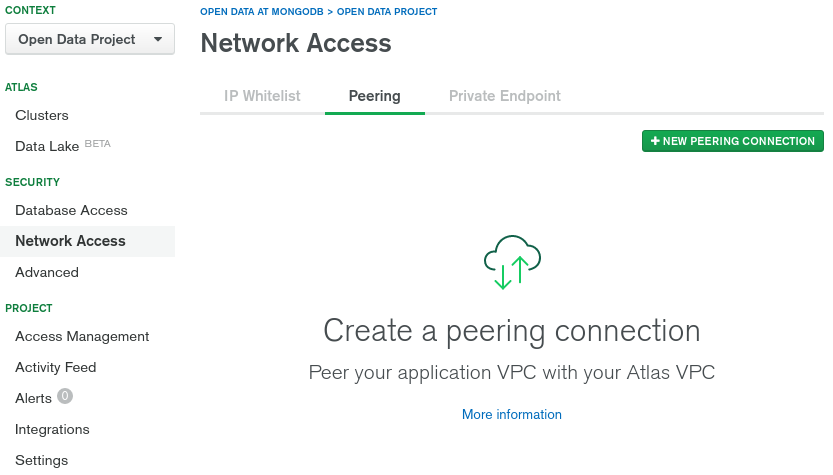 CONTEXT
Open Data Project
ATLAS
Clusters
Data Lake BETA
SECURITY
Database Access
Network Access
Advanced
PROJECT
Access Management
Activity Feed
Alerts 0
Integrations
Settings
OPEN DATA AT MONGODB > OPEN DATA PROJECT
Network Access
IP Whitelist Peering Private Endpoint
+ NEW PEERING CONNECTION
Create a peering connection
Peer your application VPC with your Atlas VPC
More information